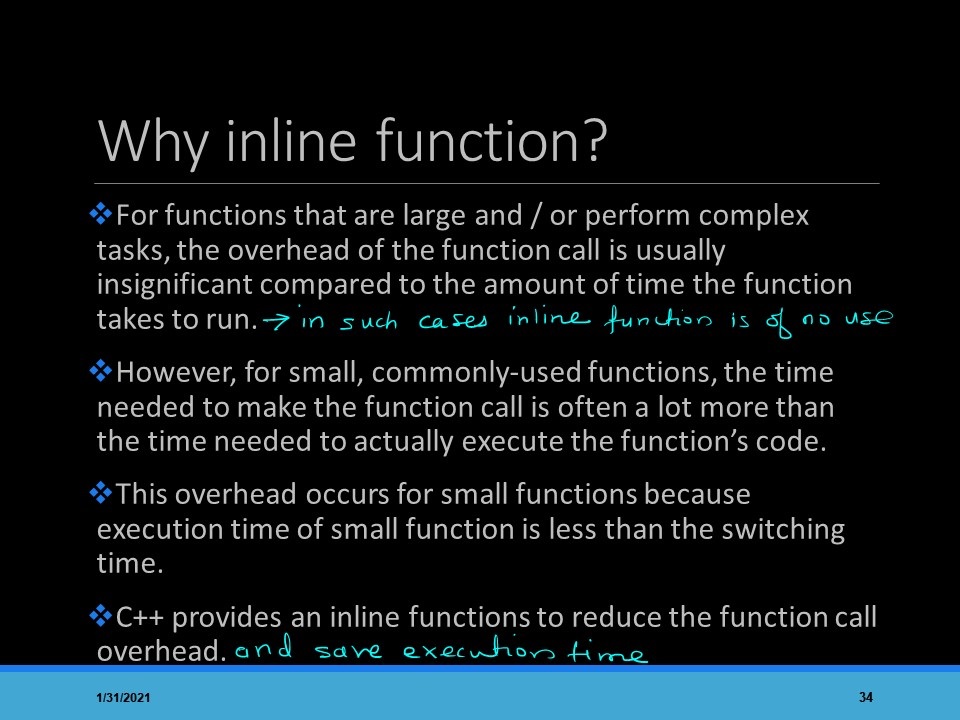 Why inline function?
❖For functions that are large and / or perform complex
tasks, the overhead of the function call is usually
insignificant compared to the amount of time the function
takes to run. → in such cases inline function is of no use
❖However, for small, commonly-used functions, the time
needed to make the function call is often a lot more than
the time needed to actually execute the function’s code.
❖This overhead occurs for small functions because
execution time of small function is less than the switching
time.
❖C++ provides an inline functions to reduce the function call
overhead. and save execution time
1/31/2021 34